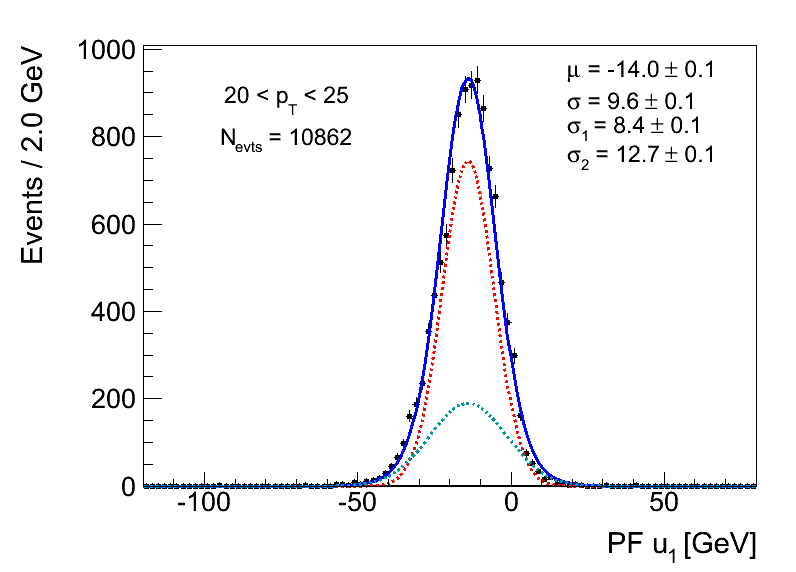 Events / 2.0 GeV
1000
800
600
400
200
0
20 < p_T < 25
N_evts = 10862
μ = -14.0 ± 0.1
σ = 9.6 ± 0.1
σ_1 = 8.4 ± 0.1
σ_2 = 12.7 ± 0.1
-100 -50 0 50
PF u_1 [GeV]